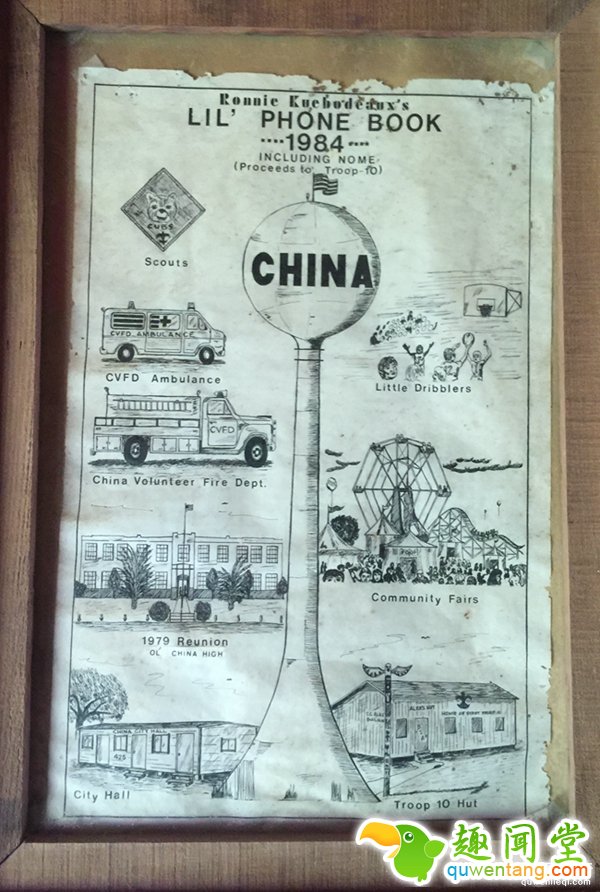 Ronnie Kuebodeaux's
LIL' PHONE BOOK
1984
INCLUDING NOME
(Proceeds to Troop-10)
CUBS
Scouts
CHINA
CVFD AMBULANCE
CVFD Ambulance
Little Dribblers
CVFD
China Volunteer Fire Dept.
Community Fairs
1979 Reunion
OL' CHINA HIGH
CHINA CITY HALL
425
City Hall
Troop 10 Hut
趣闻堂
quwentang.com